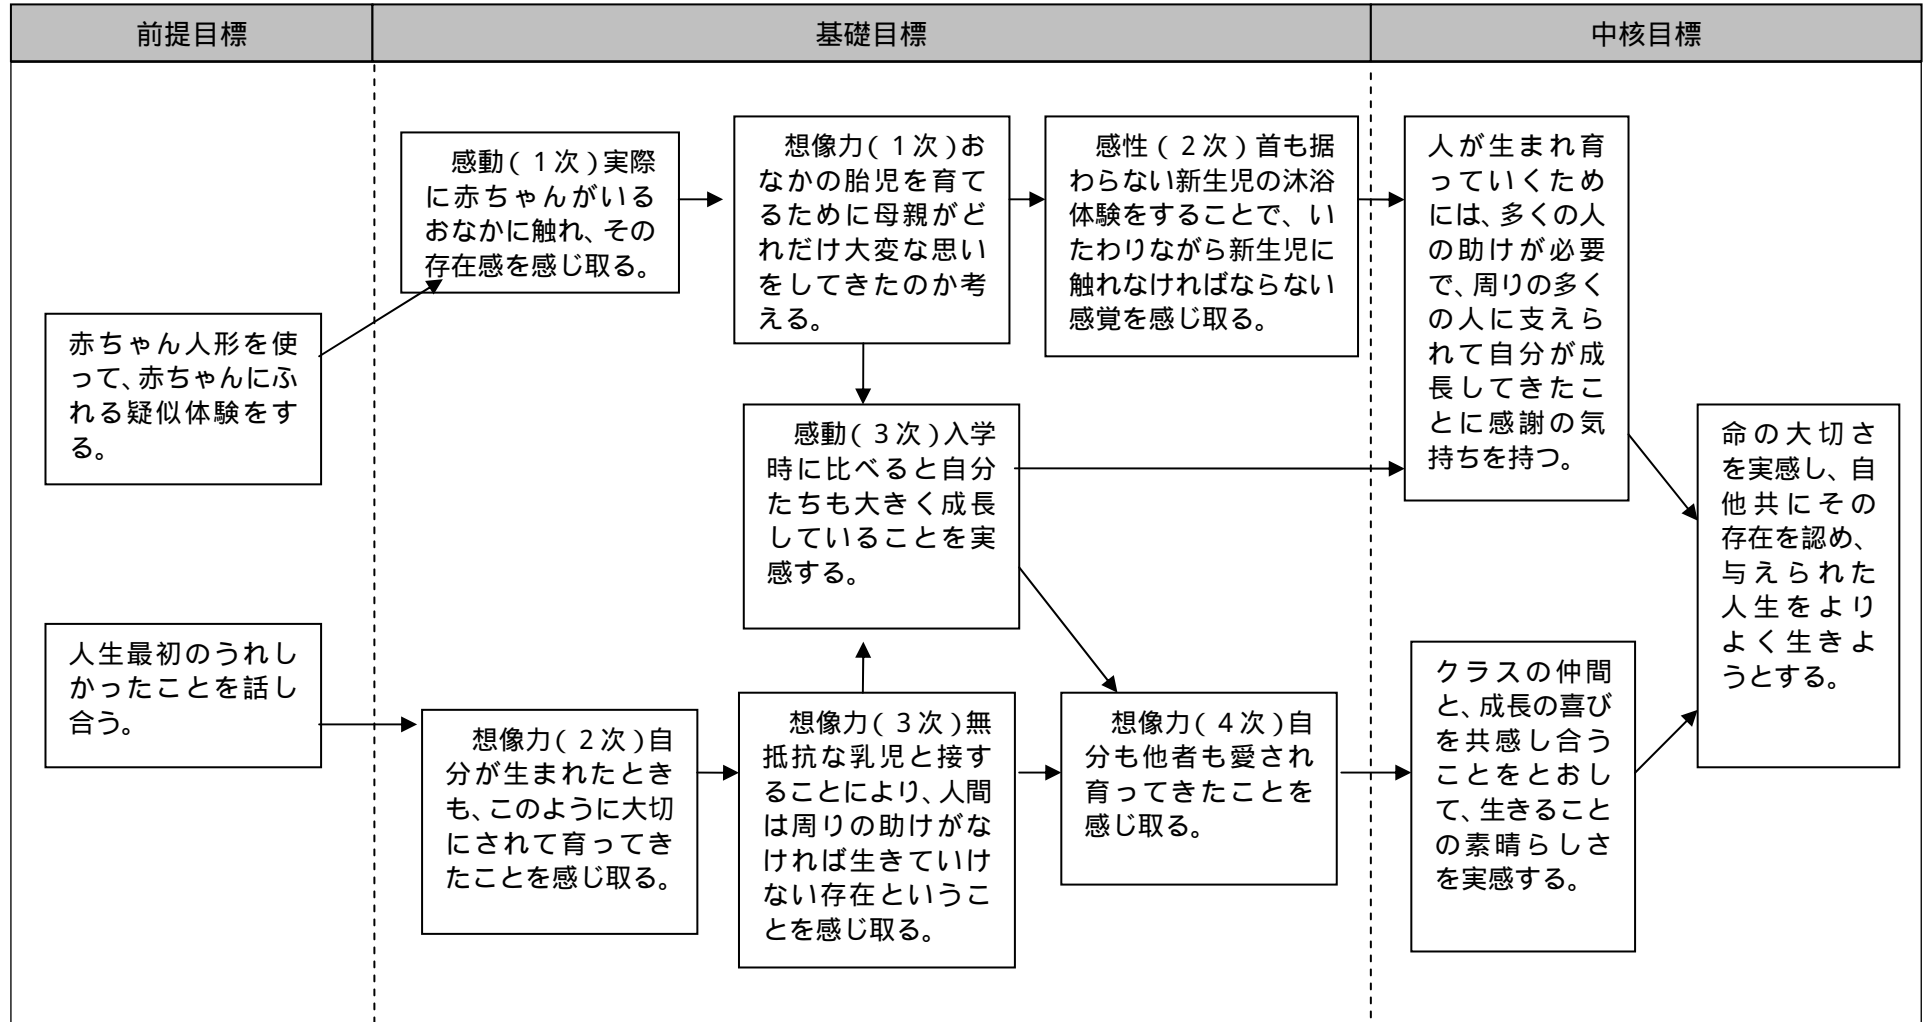 前提目標
基礎目標
中核目標
赤ちゃん人形を使
って、赤ちゃんにふ
れる疑似体験をす
る。
人生最初のうれし
かったことを話し
合う。
感動(1次)実際
に赤ちゃんがいる
おなかに触れ、その
存在感を感じ取る。
想像力(1次)お
なかの胎児を育て
るために母親がど
れだけ大変な思い
をしてきたのか考
える。
感性(2次)首も据
わらない新生児の沐浴
体験をすることで、い
たわりながら新生児に
触れなければならない
感覚を感じ取る。
感動(3次)入学
時に比べると自分
たちも大きく成長
していることを実
感する。
想像力(2次)自
分が生まれたとき
も、このように大切
にされて育ってき
たことを感じ取る。
想像力(3次)無
抵抗な乳児と接す
ることにより、人間
は周りの助けがな
ければ生きていけ
ない存在というこ
とを感じ取る。
想像力(4次)自
分も他者も愛され
育ってきたことを
感じ取る。
人が生まれ育
っていくため
には、多くの人
の助けが必要
で、周りの多く
の人に支えら
れて自分が成
長してきたこ
とに感謝の気
持ちを持つ。
クラスの仲間
と、成長の喜び
を共感し合う
ことをとおし
て、生きること
の素晴らしさ
を実感する。
命の大切さ
を実感し、自
他共にその
存在を認め、
与えられた
人生をより
よく生きよ
うとする。